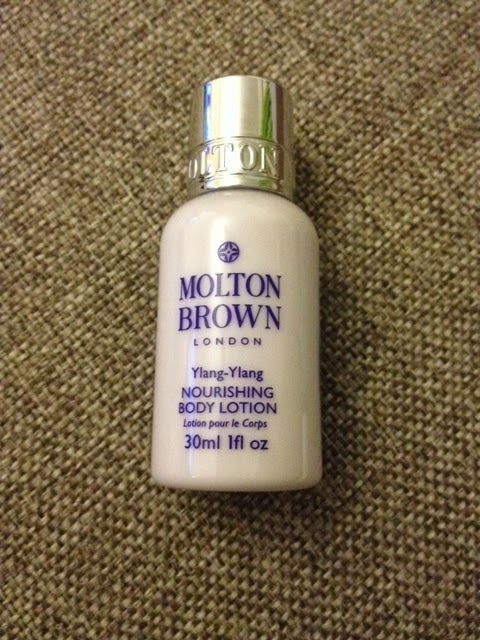 OLTON
MOLTON
BROWN
LONDON
Ylang-Ylang
NOURISHING
BODY LOTION
Lotion pour le Corps
30ml 1fl oz